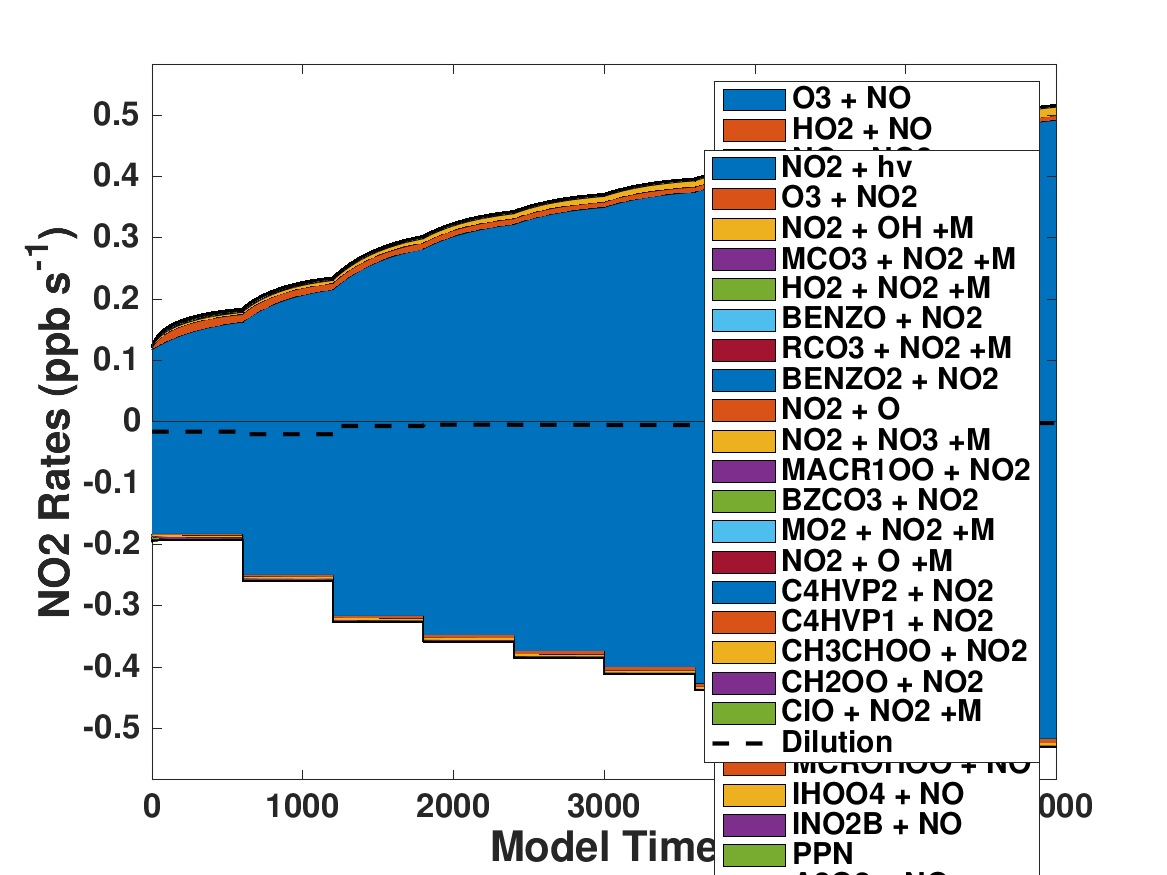 0.5
0.4
0.3
0.2
0.1
0
-0.1
-0.2
-0.3
-0.4
-0.5
NO2 Rates (ppb s-1)
0
1000
2000
3000
000
Model Time
O3 + NO
HO2 + NO
NO2 + hv
O3 + NO2
NO2 + OH +M
MCO3 + NO2 +M
HO2 + NO2 +M
BENZO + NO2
RCO3 + NO2 +M
BENZO2 + NO2
NO2 + O
NO2 + NO3 +M
MACR1OO + NO2
BZCO3 + NO2
MO2 + NO2 +M
NO2 + O +M
C4HVP2 + NO2
C4HVP1 + NO2
CH3CHOO + NO2
CH2OO + NO2
ClO + NO2 +M
Dilution
MCROHOO + NO
IHOO4 + NO
INO2B + NO
PPN